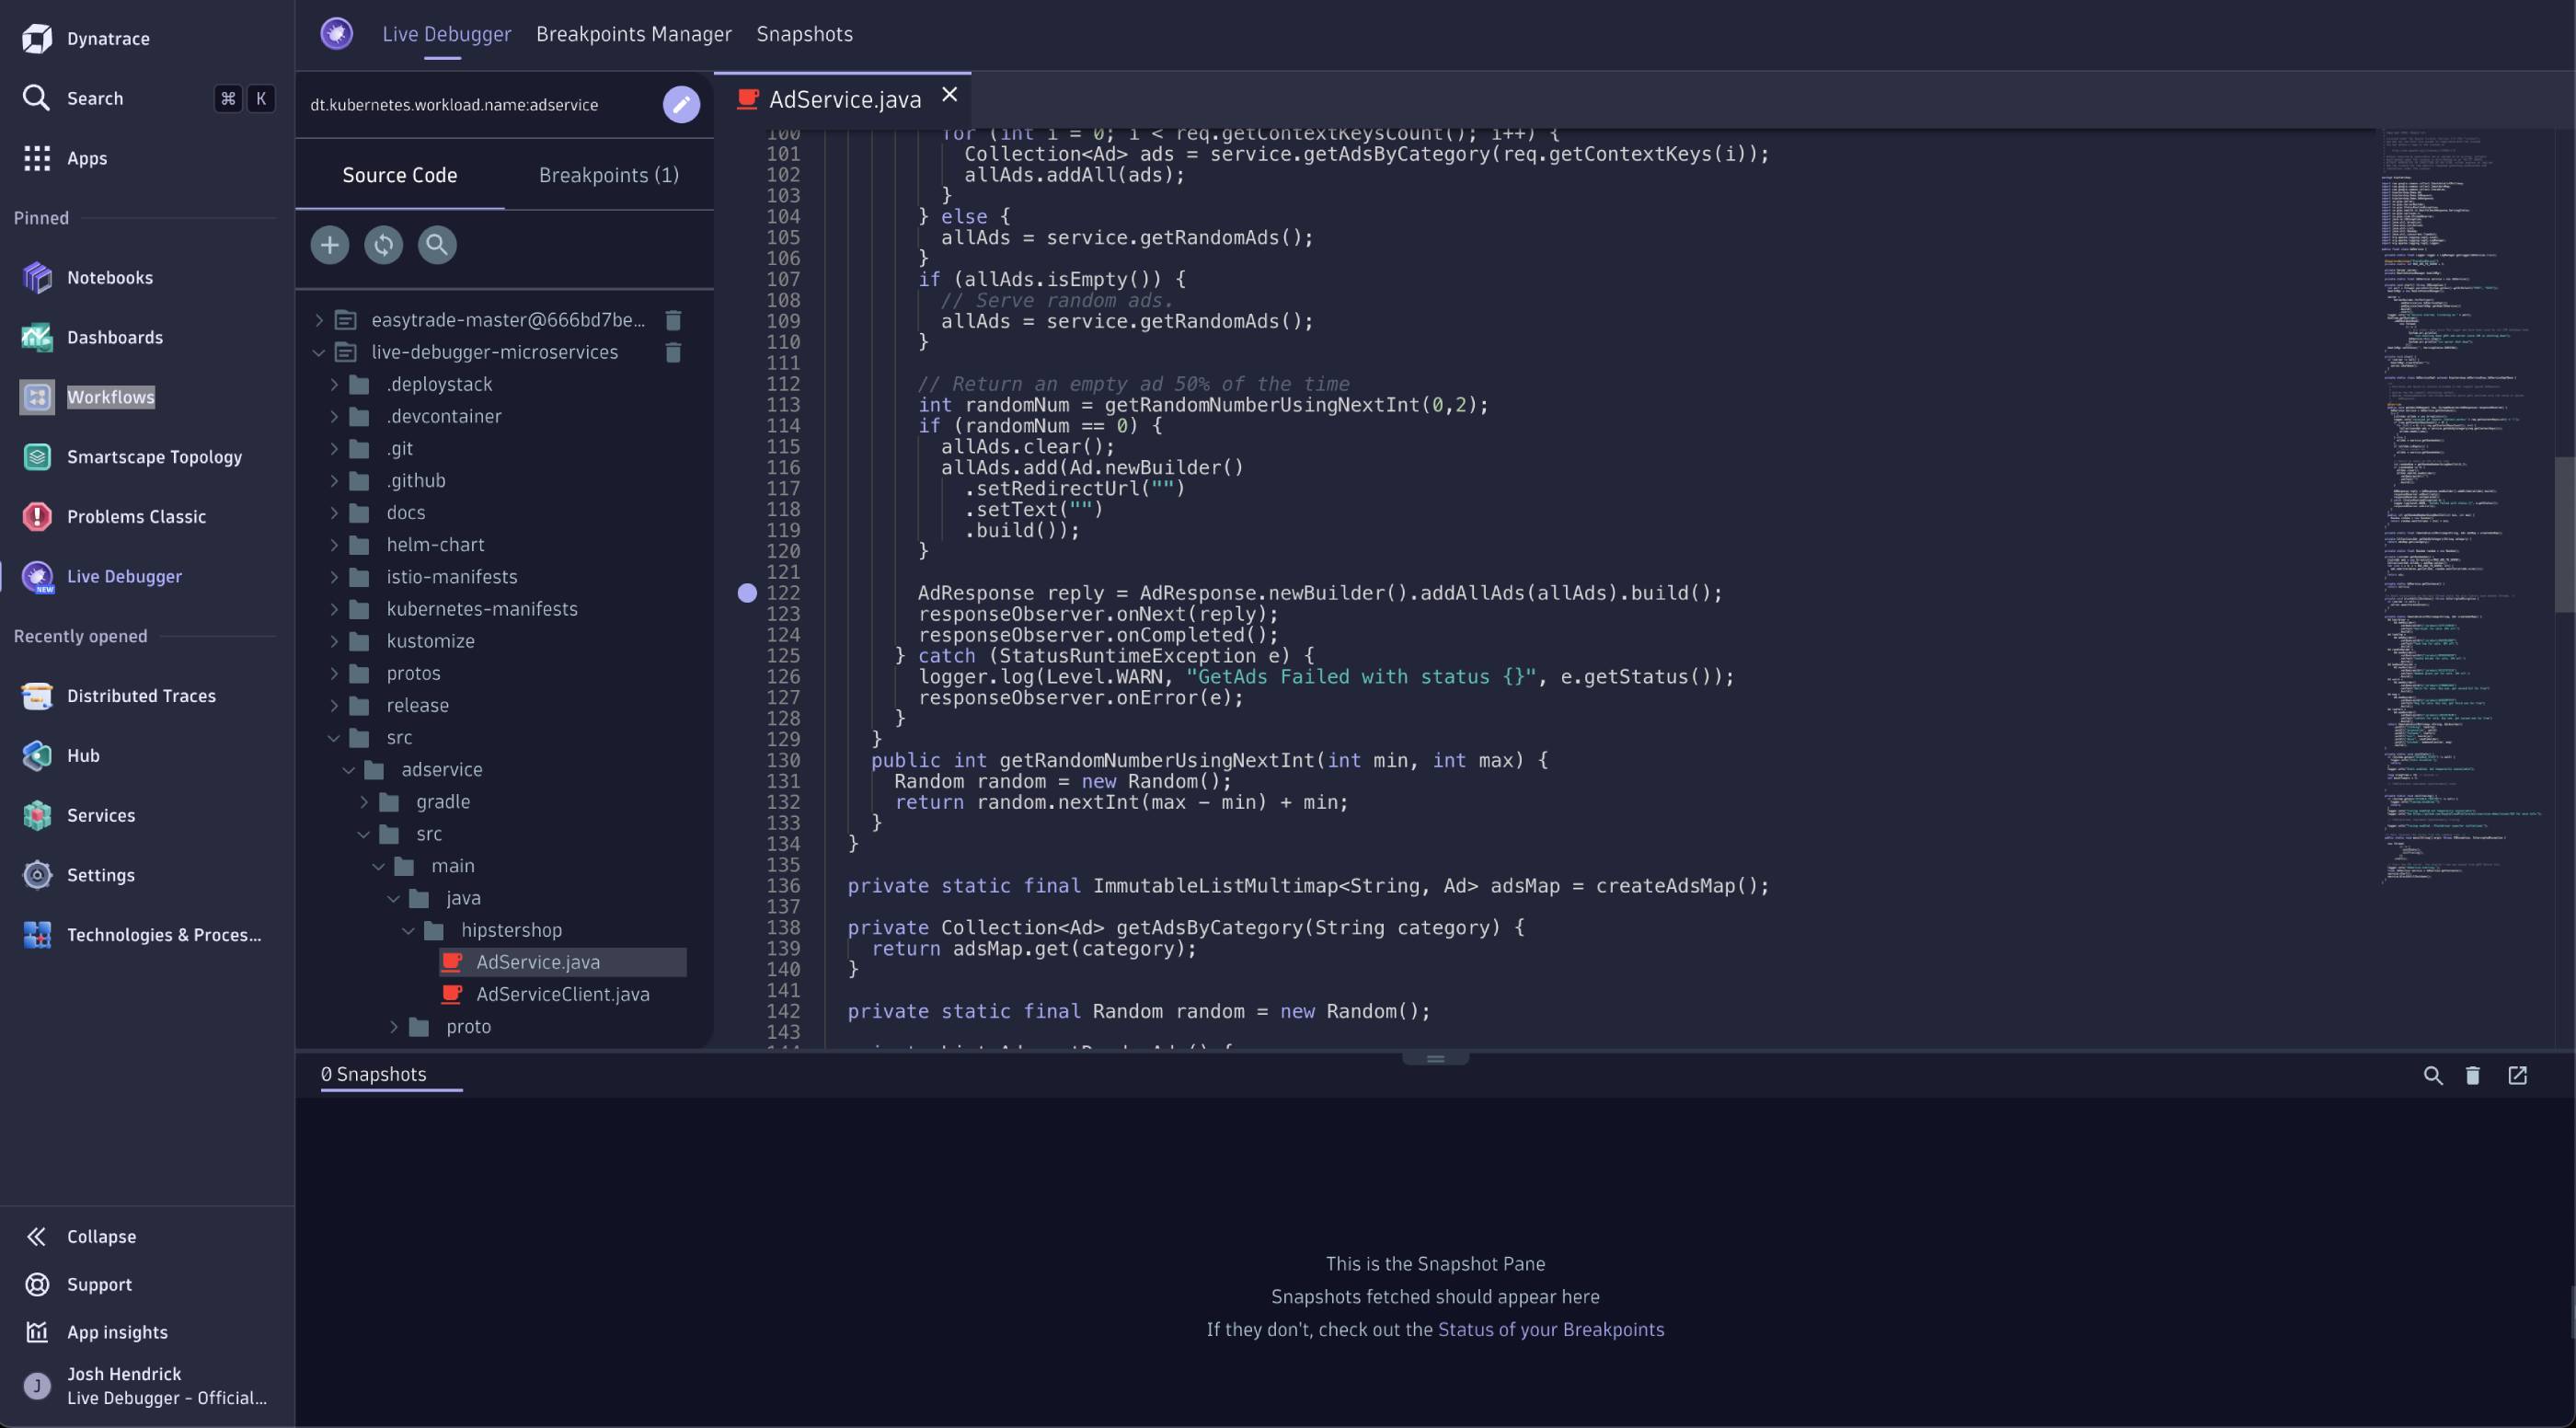 Dynatrace
Search
⌘ K
Apps
Pinned
Notebooks
Dashboards
Workflows
Smartscape Topology
Problems Classic
Live Debugger
NEW
Recently opened
Distributed Traces
Hub
Services
Settings
Technologies & Proces...
Collapse
Support
App insights
J
Josh Hendrick
Live Debugger - Official...
Live Debugger Breakpoints Manager Snapshots
dt.kubernetes.workload.name:adservice
Source Code Breakpoints (1)
easytrade-master@666bd7be...
live-debugger-microservices
.deploystack
.devcontainer
.git
.github
docs
helm-chart
istio-manifests
kubernetes-manifests
kustomize
protos
release
src
adservice
gradle
src
main
java
hipstershop
AdService.java
AdServiceClient.java
proto
AdService.java
100 for (int i = 0; i < req.getContextKeysCount(); i++) {
101 Collection<Ad> ads = service.getAdsByCategory(req.getContextKeys(i));
102 allAds.addAll(ads);
103 }
104 } else {
105 allAds = service.getRandomAds();
106 }
107 if (allAds.isEmpty()) {
108 // Serve random ads.
109 allAds = service.getRandomAds();
110 }
111
112 // Return an empty ad 50% of the time
113 int randomNum = getRandomNumberUsingNextInt(0,2);
114 if (randomNum == 0) {
115 allAds.clear();
116 allAds.add(Ad.newBuilder()
117 .setRedirectUrl("")
118 .setText("")
119 .build());
120 }
121
122 AdResponse reply = AdResponse.newBuilder().addAllAds(allAds).build();
123 responseObserver.onNext(reply);
124 responseObserver.onCompleted();
125 } catch (StatusRuntimeException e) {
126 logger.log(Level.WARN, "GetAds Failed with status {}", e.getStatus());
127 responseObserver.onError(e);
128 }
129 }
130 public int getRandomNumberUsingNextInt(int min, int max) {
131 Random random = new Random();
132 return random.nextInt(max - min) + min;
133 }
134 }
135
136 private static final ImmutableListMultimap<String, Ad> adsMap = createAdsMap();
137
138 private Collection<Ad> getAdsByCategory(String category) {
139 return adsMap.get(category);
140 }
141
142 private static final Random random = new Random();
143
0 Snapshots
This is the Snapshot Pane
Snapshots fetched should appear here
If they don't, check out the Status of your Breakpoints